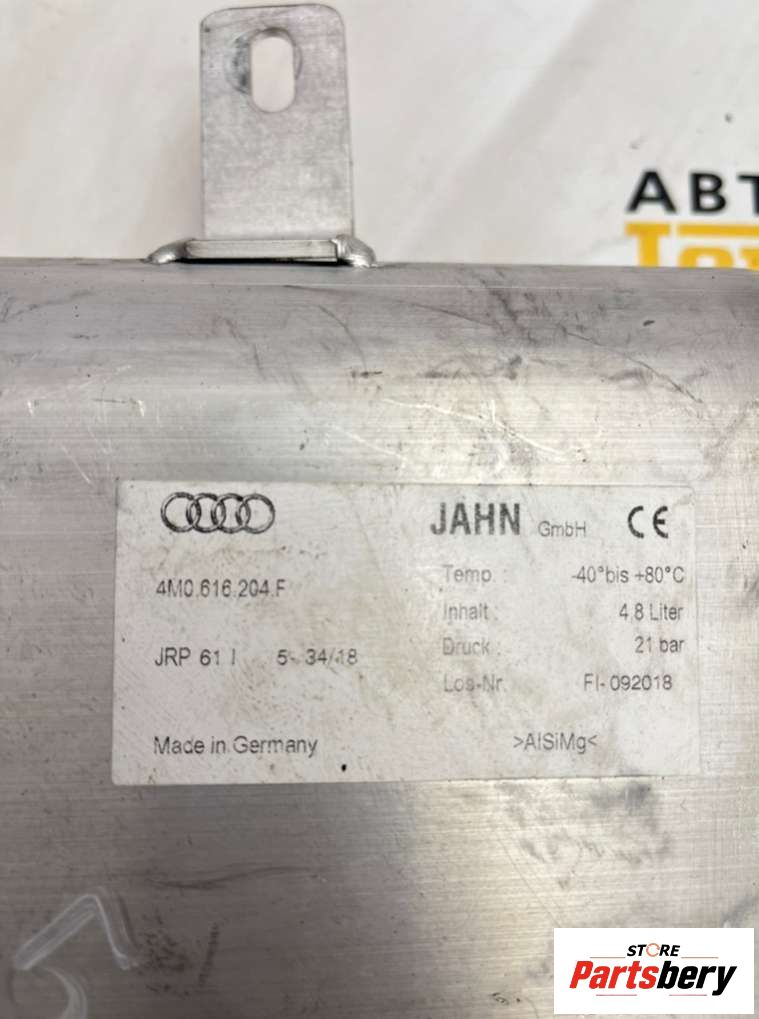 АВТ
JAHN GmbH CE
4M0.616.204.F
Temp.: -40°bis +80°C
Inhalt: 4,8 Liter
JRP 61 I 5- 34/18
Druck: 21 bar
Los-Nr. FI-092018
Made in Germany >AlSiMg<
STORE
Partsbery